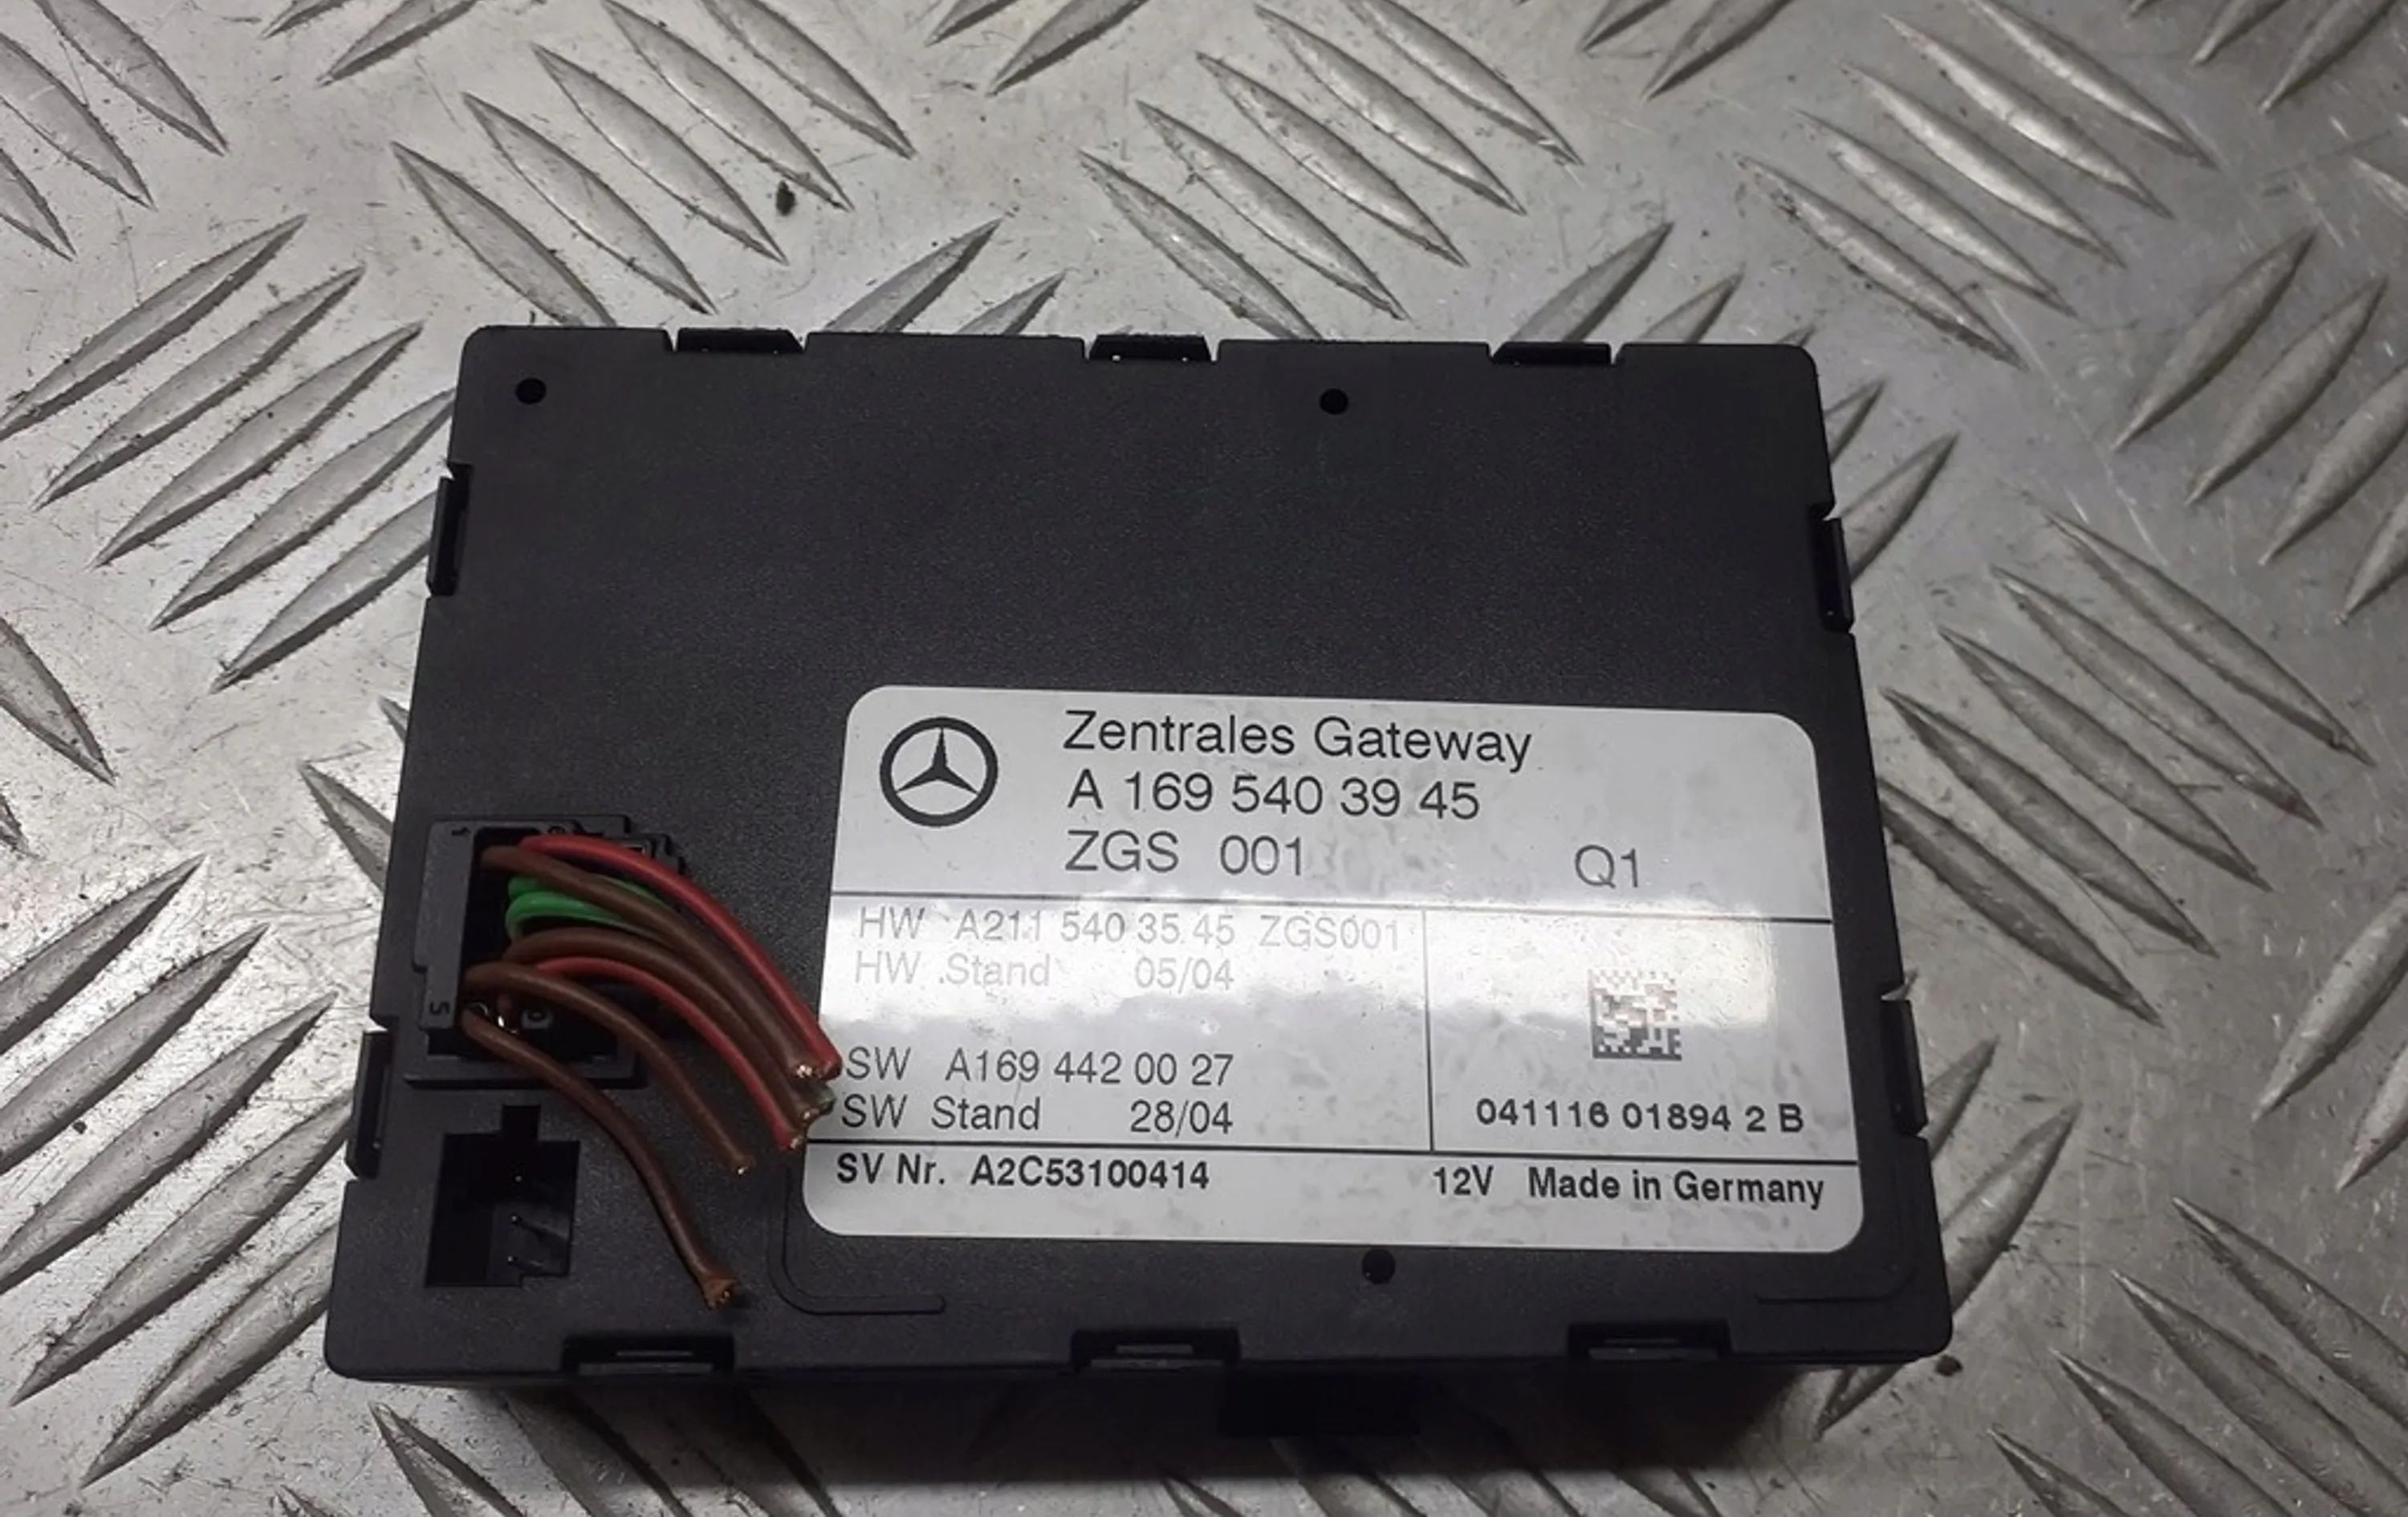 Zentrales Gateway
A 169 540 39 45
ZGS 001 Q1
HW A211 540 35 45 ZGS001
HW Stand 05/04
SW A169 442 00 27
SW Stand 28/04
041116 01894 2 B
SV Nr. A2C53100414 12V Made in Germany
1
5